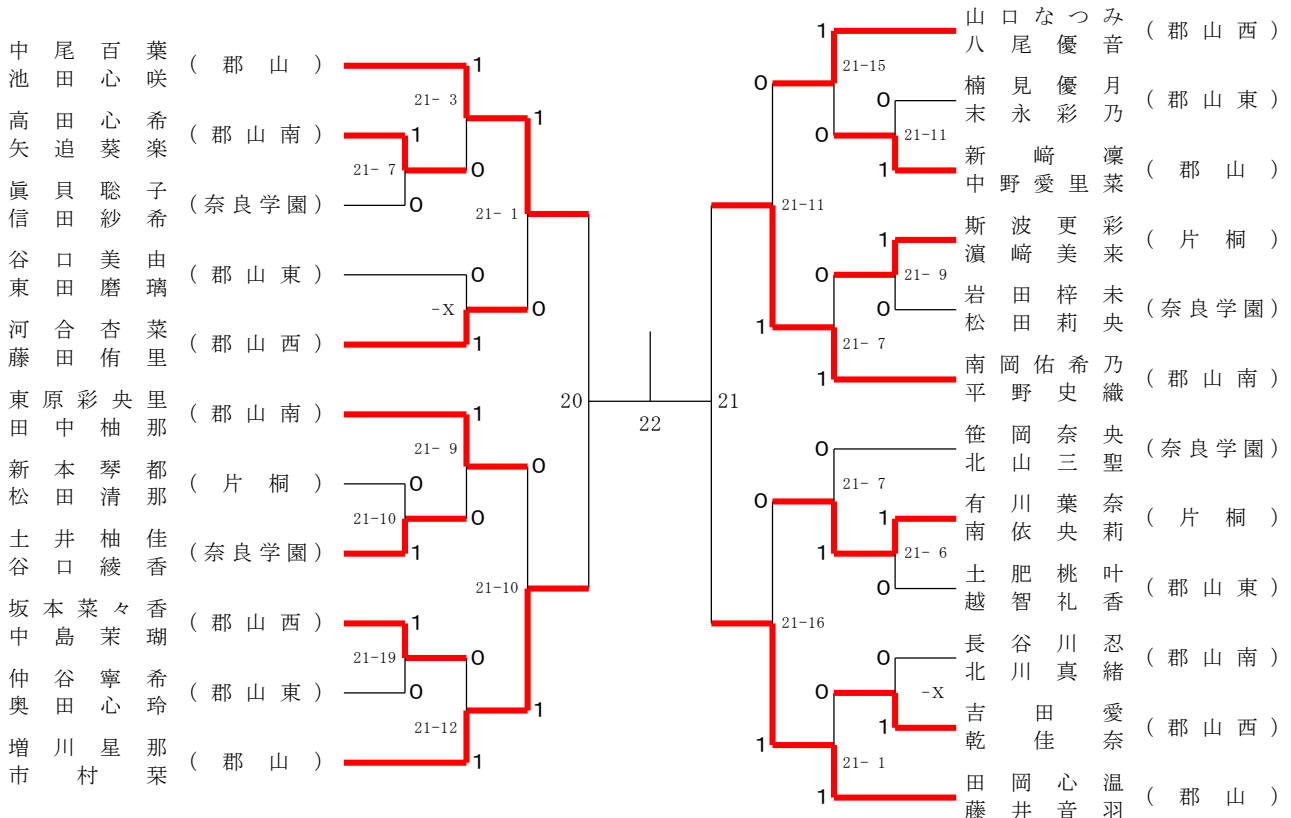 中尾百葉
池田心咲
(郡山)
1
21- 3
高田心希
矢追葵楽
(郡山南)
1
1
21- 7
0
眞貝聡子
信田紗希
(奈良学園)
0
21- 1
谷口美由
東田磨璃
(郡山東)
0
-X
0
河合杏菜
藤田侑里
(郡山西)
1
東原彩央里
田中柚那
(郡山南)
1
21- 9
0
新本琴都
松田清那
(片桐)
0
21-10
0
土井柚佳
谷口綾香
(奈良学園)
1
21-10
坂本菜々香
中島茉瑚
(郡山西)
1
21-19
0
仲谷寧希
奥田心玲
(郡山東)
0
1
21-12
増川星那
市村栞
(郡山)
1
20
22
21
山口なつみ
八尾優音
(郡山西)
1
21-15
0
楠見優月
末永彩乃
(郡山東)
0
0
21-11
新﨑凜
中野愛里菜
(郡山)
1
21-11
斯波更彩
濵﨑美来
(片桐)
1
0
21- 9
岩田梓未
松田莉央
(奈良学園)
0
1
21- 7
南岡佑希乃
平野史織
(郡山南)
1
笹岡奈央
北山三聖
(奈良学園)
0
21- 7
0
有川葉奈
南依央莉
(片桐)
1
1
21- 6
土肥桃叶
越智礼香
(郡山東)
0
21-16
長谷川忍
北川真緒
(郡山南)
0
0
-X
吉田愛
乾佳奈
(郡山西)
1
1
21- 1
田岡心温
藤井音羽
(郡山)
1